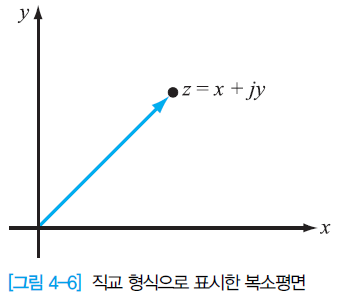 y
z = x + jy
x
[그림 4-6] 직교 형식으로 표시한 복소평면